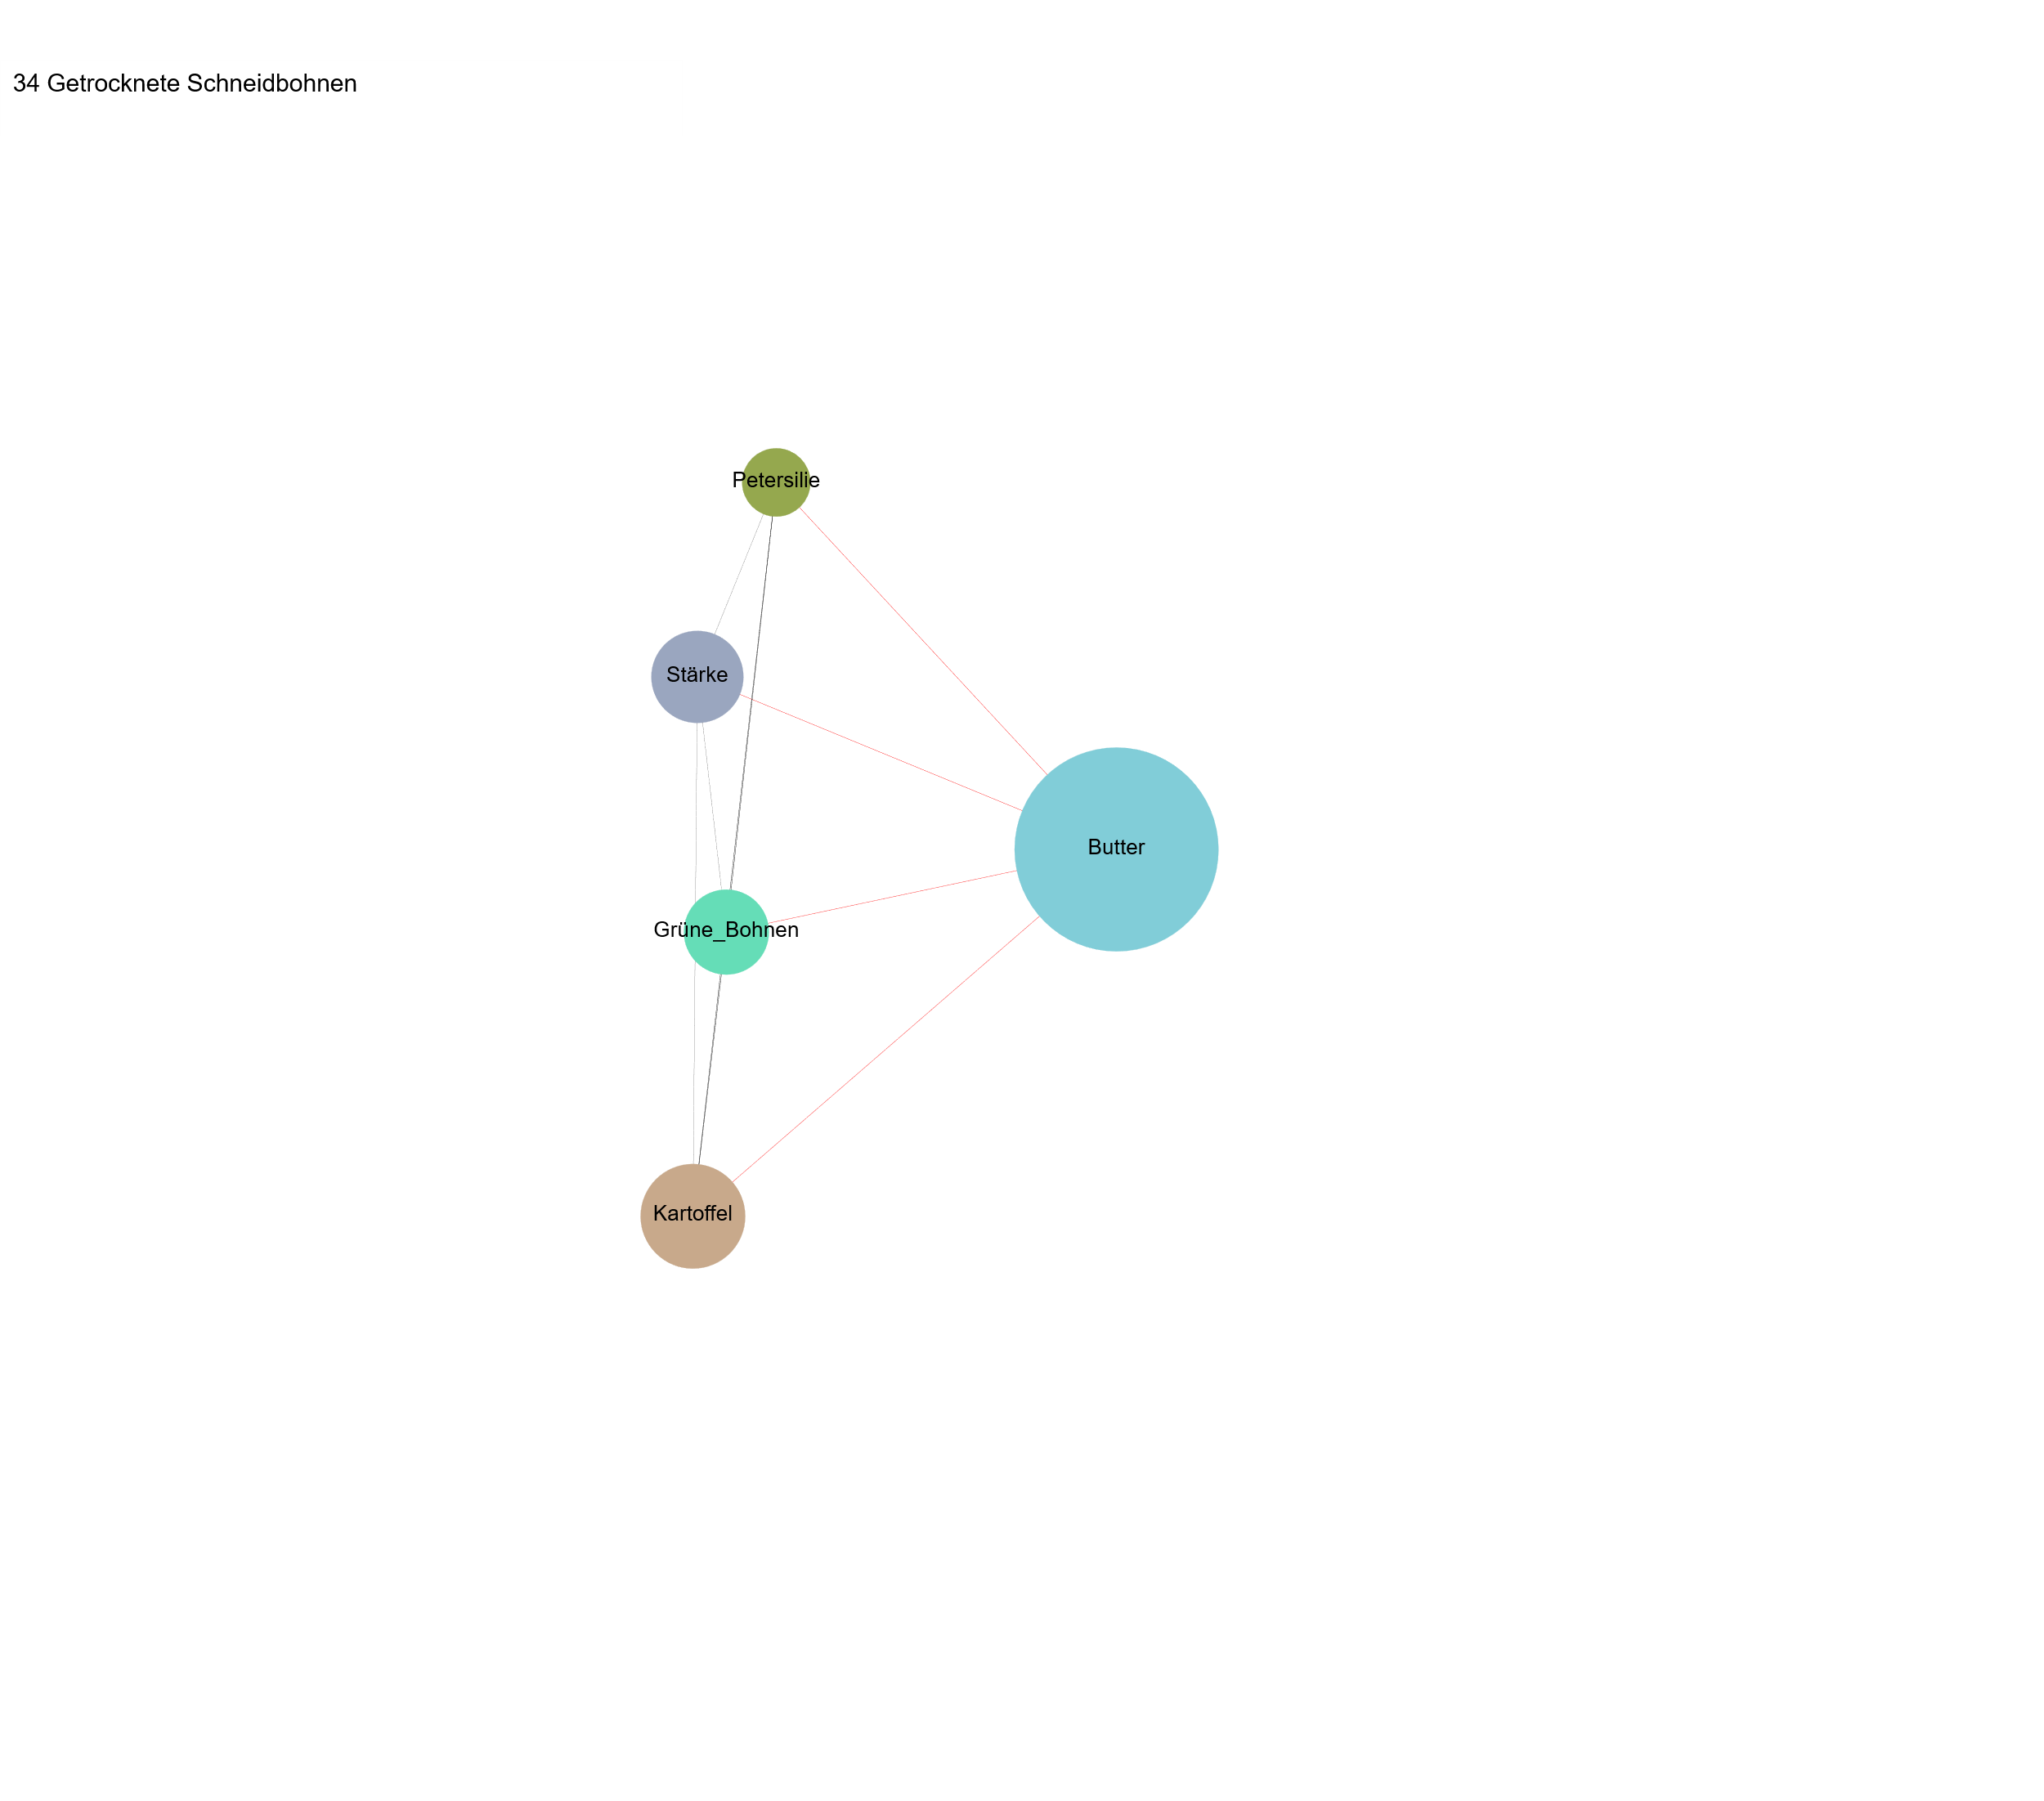 34 Getrocknete Schneidbohnen
Petersilie
Stärke
Butter
Grüne_Bohnen
Kartoffel